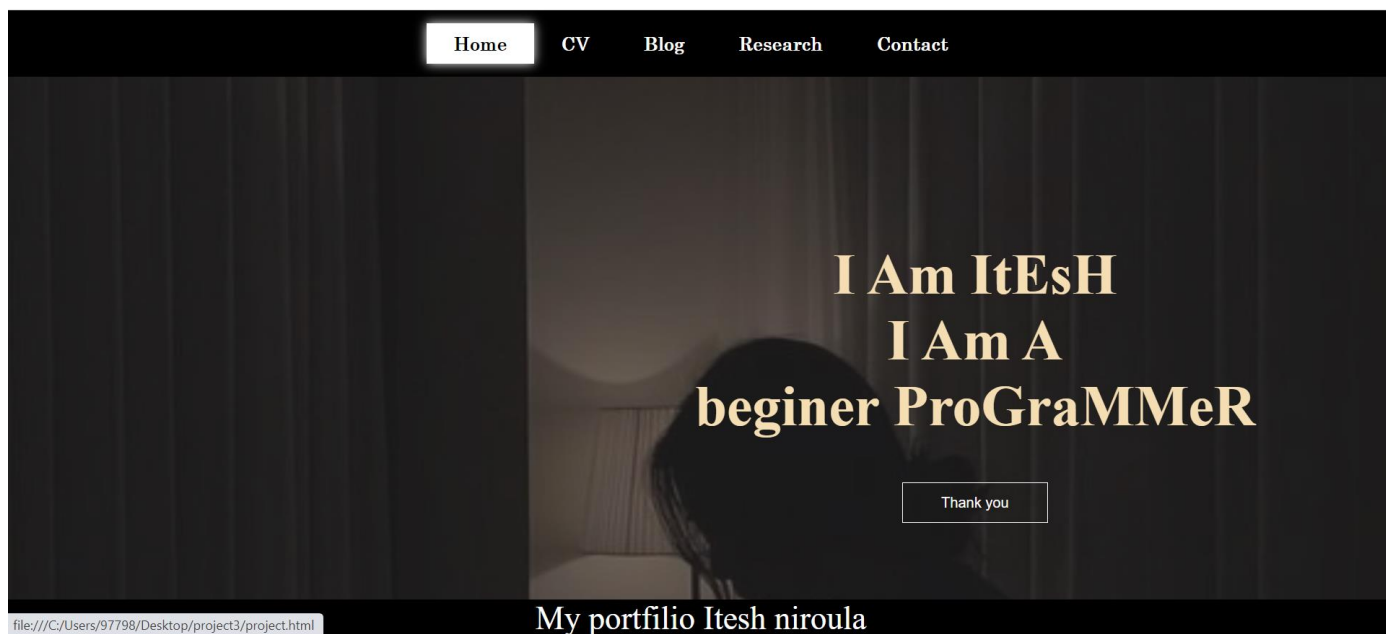 Home CV Blog Research Contact
I Am ItEsH
I Am A
beginer ProGraMMeR
Thank you
My portfilio Itesh niroula
file:///C:/Users/97798/Desktop/project3/project.html